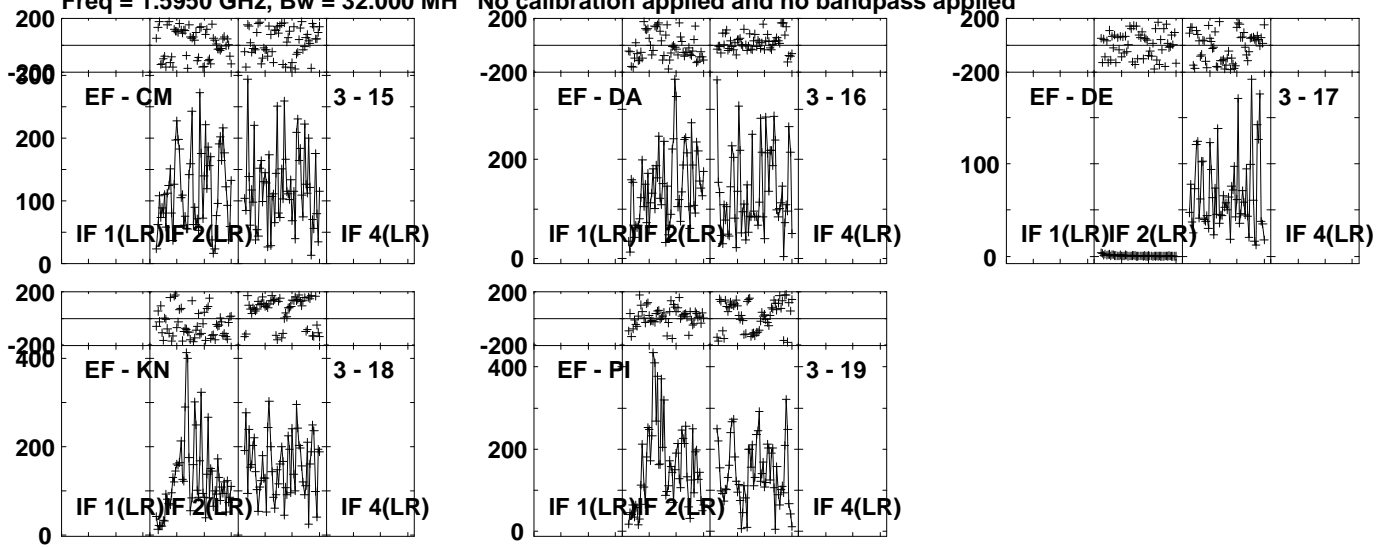 Freq = 1.5950 GHz, Bw = 32.000 MH No calibration applied and no bandpass applied
200
-200
300
200
100
0
EF - CM
3 - 15
IF 1(LR)
IF 2(LR)
IF 4(LR)
200
-200
200
0
EF - DA
3 - 16
IF 1(LR)
IF 2(LR)
IF 4(LR)
200
-200
100
0
EF - DE
3 - 17
IF 1(LR)
IF 2(LR)
IF 4(LR)
200
-200
400
200
0
EF - KN
3 - 18
IF 1(LR)
IF 2(LR)
IF 4(LR)
200
-200
400
200
0
EF - PI
3 - 19
IF 1(LR)
IF 2(LR)
IF 4(LR)